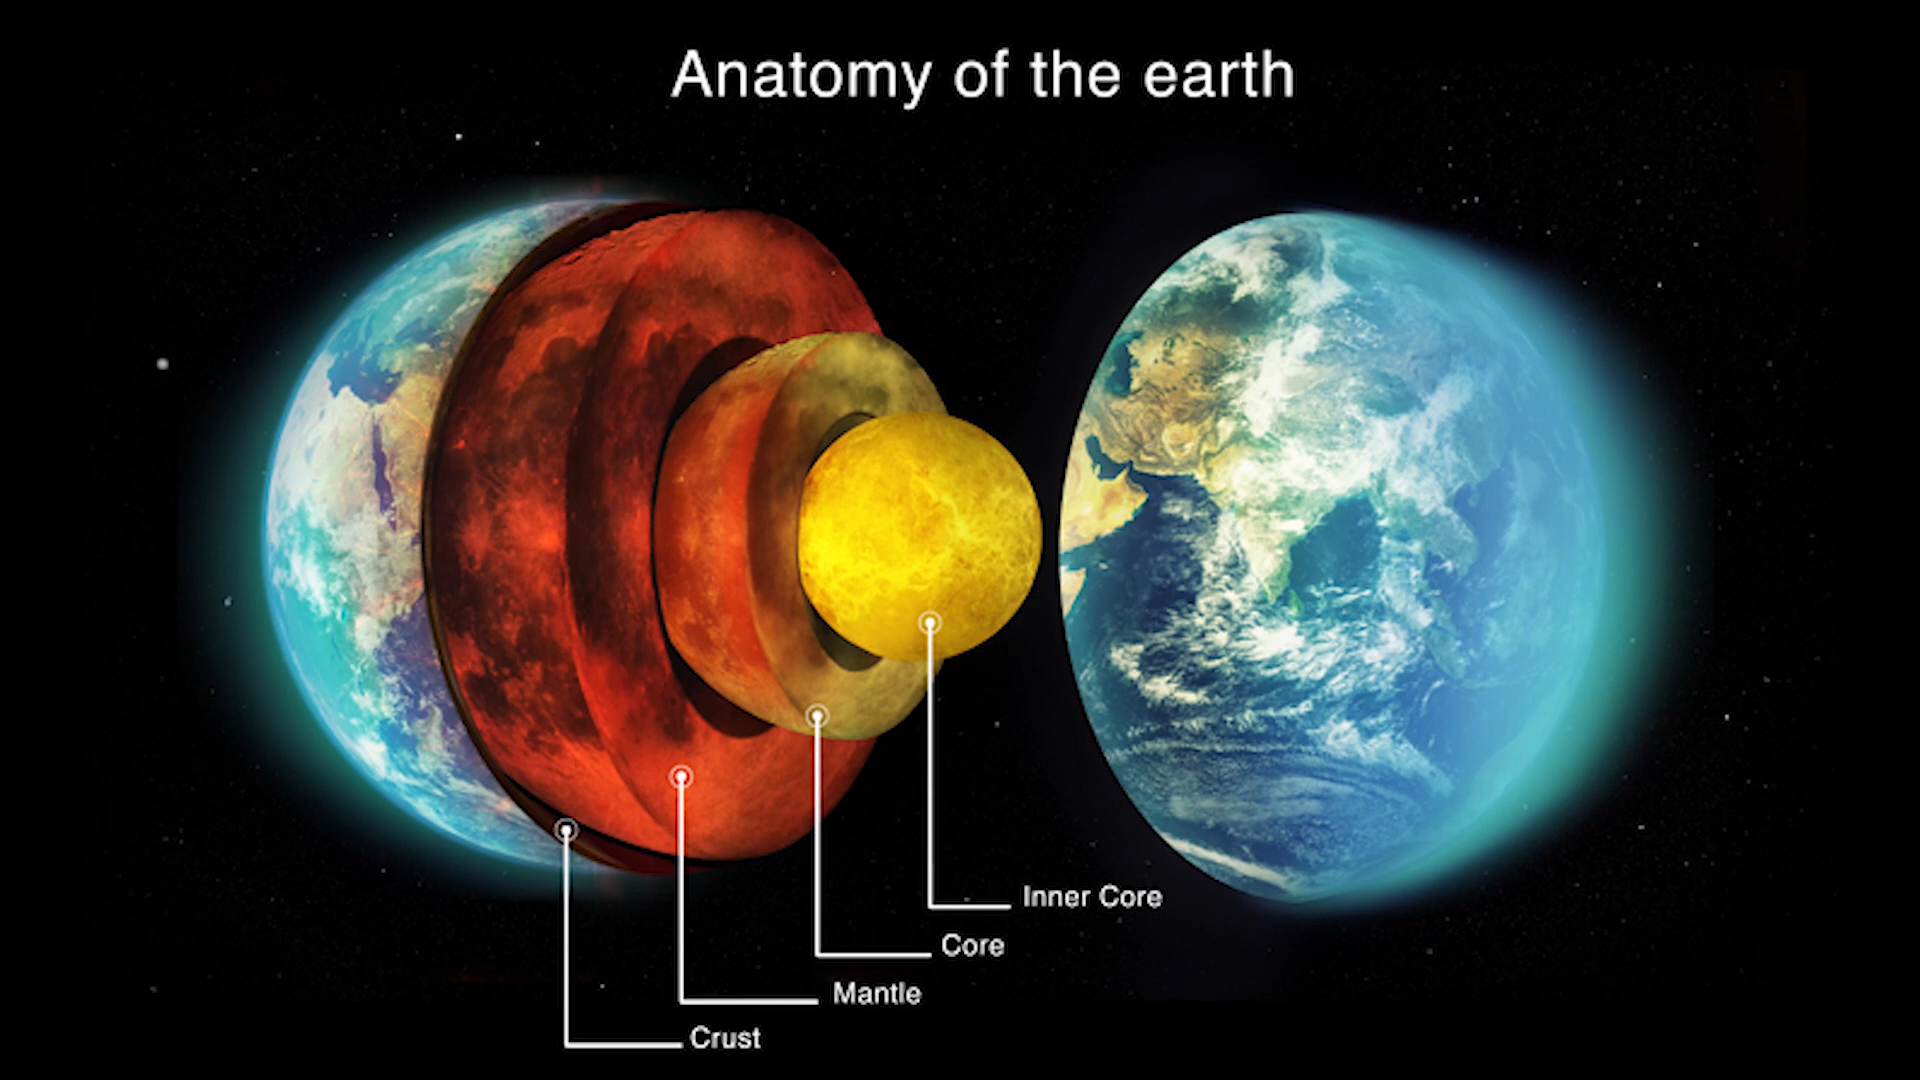 Anatomy of the earth
Inner Core
Core
Mantle
Crust